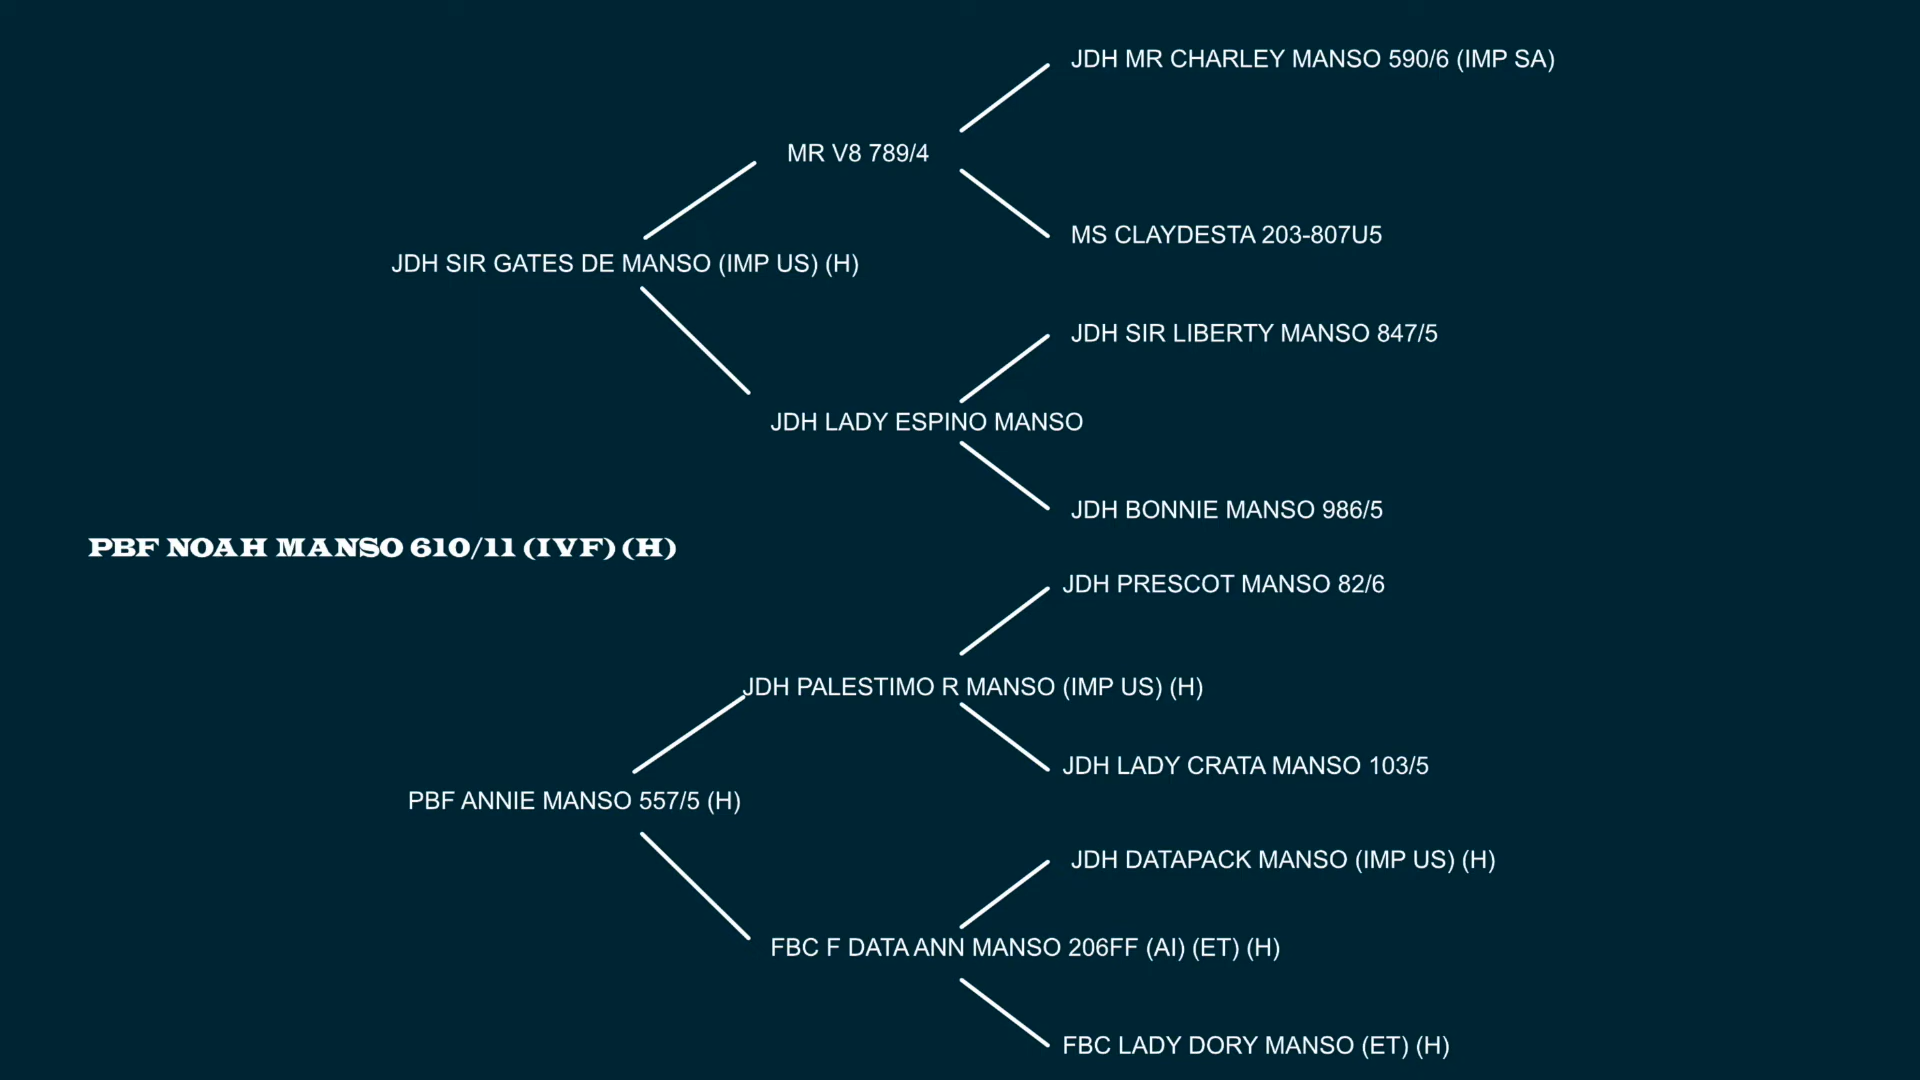 JDH MR CHARLEY MANSO 590/6 (IMP SA)
MR V8 789/4
MS CLAYDESTA 203-807U5
JDH SIR GATES DE MANSO (IMP US) (H)
JDH SIR LIBERTY MANSO 847/5
JDH LADY ESPINO MANSO
JDH BONNIE MANSO 986/5
PBF NOAH MANSO 610/11 (IVF) (H)
JDH PRESCOT MANSO 82/6
JDH PALESTIMO R MANSO (IMP US) (H)
JDH LADY CRATA MANSO 103/5
PBF ANNIE MANSO 557/5 (H)
JDH DATAPACK MANSO (IMP US) (H)
FBC F DATA ANN MANSO 206FF (AI) (ET) (H)
FBC LADY DORY MANSO (ET) (H)